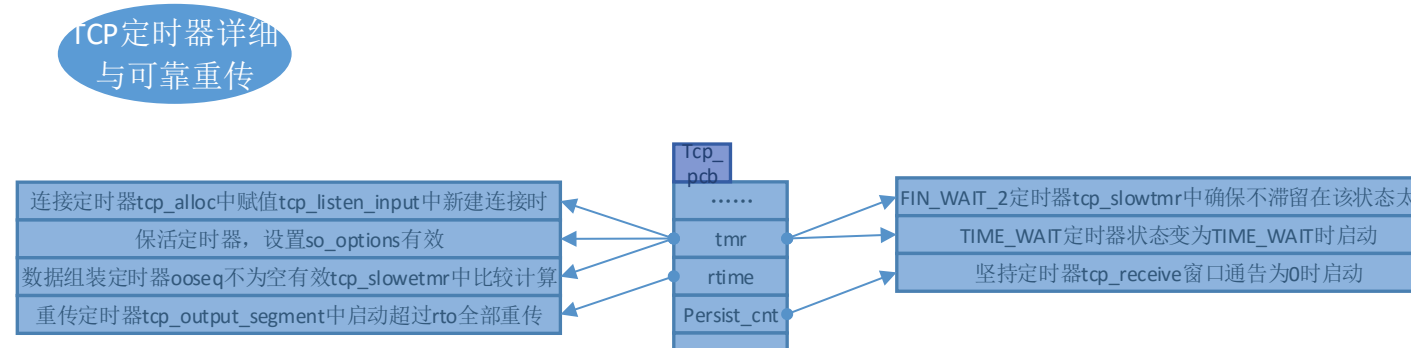 TCP定时器详细
与可靠重传
Tcp_
pcb
连接定时器tcp_alloc中赋值tcp_listen_input中新建连接时
保活定时器，设置so_options有效
数据组装定时器ooseq不为空有效tcp_slowetmr中比较计算
重传定时器tcp_output_segment中启动超过rto全部重传
……
tmr
rtime
Persist_cnt
FIN_WAIT_2定时器tcp_slowtmr中确保不滞留在该状态太
TIME_WAIT定时器状态变为TIME_WAIT时启动
坚持定时器tcp_receive窗口通告为0时启动